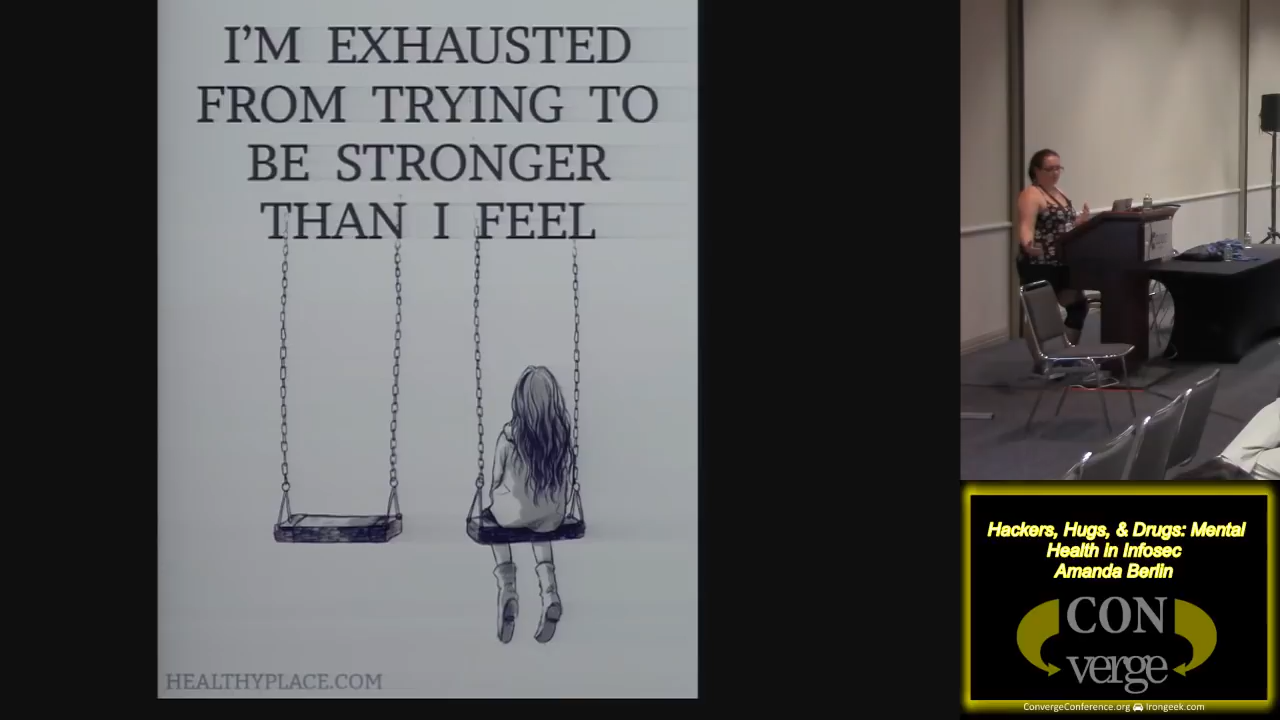 I'M EXHAUSTED
FROM TRYING TO
BE STRONGER
THAN I FEEL
HEALTHYPLACE.COM
Hackers, Hugs, & Drugs: Mental
Health in Infosec
Amanda Berlin
CON
verge
ConvergeConference.org Irongeek.com